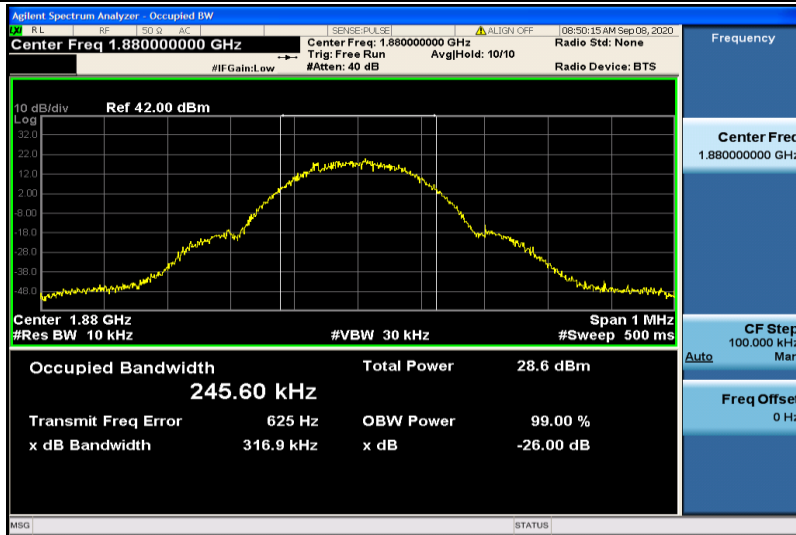 Agilent Spectrum Analyzer - Occupied BW
LXI RL RF 50 Ω AC SENSE:PULSE ALIGN OFF 08:50:15 AM Sep 08, 2020
Center Freq 1.880000000 GHz
Center Freq: 1.880000000 GHz
Radio Std: None
Trig: Free Run Avg|Hold: 10/10
#IFGain:Low
#Atten: 40 dB
Radio Device: BTS
10 dB/div Ref 42.00 dBm
Log
32.0
22.0
12.0
2.00
-8.00
-18.0
-28.0
-38.0
-48.0
Center 1.88 GHz Span 1 MHz
#Res BW 10 kHz #VBW 30 kHz #Sweep 500 ms
Occupied Bandwidth Total Power 28.6 dBm
245.60 kHz
Transmit Freq Error 625 Hz OBW Power 99.00 %
x dB Bandwidth 316.9 kHz x dB -26.00 dB
MSG STATUS
Frequency
Center Freq
1.880000000 GHz
CF Step
100.000 kHz
Auto Man
Freq Offset
0 Hz